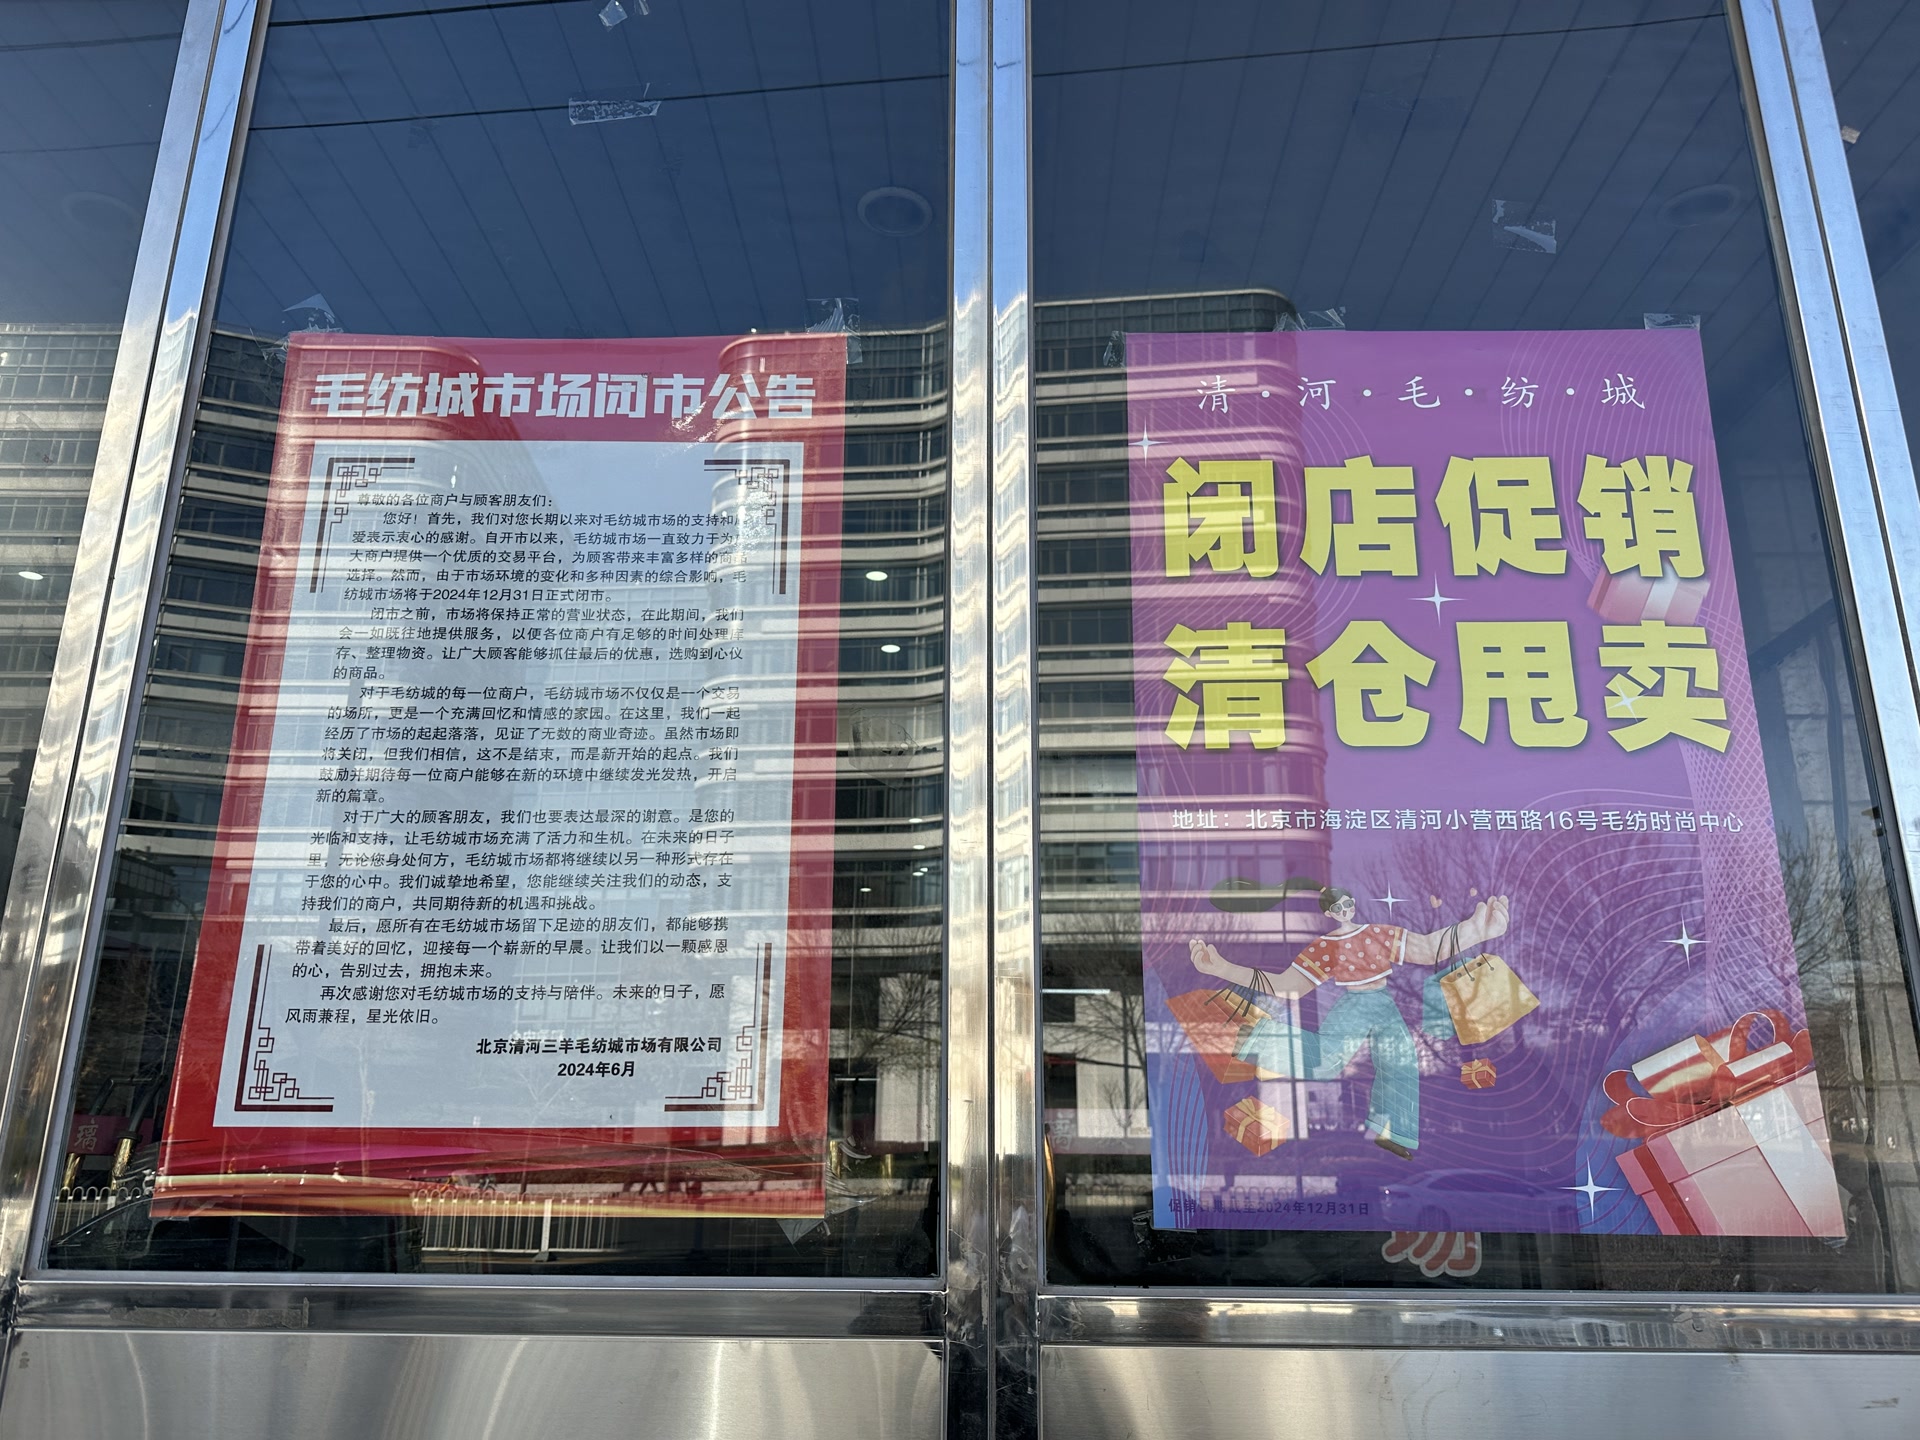 毛纺城市场闭市公告
尊敬的各位商户与顾客朋友们：
您好！首先，我们对您长期以来对毛纺城市场的支持和
爱表示衷心的感谢。自开市以来，毛纺城市场一直致力于为
大商户提供一个优质的交易平台，为顾客带来丰富多样的商品
选择。然而，由于市场环境的变化和多种因素的综合影响，毛
纺城市场将于2024年12月31日正式闭市。
闭市之前，市场将保持正常的营业状态，在此期间，我们
会一如既往地提供服务，以便各位商户有足够的时间处理库
存、整理物资。让广大顾客能够抓住最后的优惠，选购到心仪
的商品。
对于毛纺城的每一位商户，毛纺城市场不仅仅是一个交易
的场所，更是一个充满回忆和情感的家园。在这里，我们一起
经历了市场的起起落落，见证了无数的商业奇迹。虽然市场即
将关闭，但我们相信，这不是结束，而是新开始的起点。我们
鼓励并期待每一位商户能够在新的环境中继续发光发热，开启
新的篇章。
对于广大的顾客朋友，我们也要表达最深的谢意。是您的
光临和支持，让毛纺城市场充满了活力和生机。在未来的日子
里，无论您身处何方，毛纺城市场都将继续以另一种形式存在
于您的心中。我们诚挚地希望，您能继续关注我们的动态，支
持我们的商户，共同期待新的机遇和挑战。
最后，愿所有在毛纺城市场留下足迹的朋友们，都能够携
带着美好的回忆，迎接每一个崭新的早晨。让我们以一颗感恩
的心，告别过去，拥抱未来。
再次感谢您对毛纺城市场的支持与陪伴。未来的日子，愿
风雨兼程，星光依旧。
北京清河三羊毛纺城市场有限公司
2024年6月
清·河·毛·纺·城
闭店促销
清仓甩卖
地址：北京市海淀区清河小营西路16号毛纺时尚中心
促销日期截至2024年12月31日
场
璃